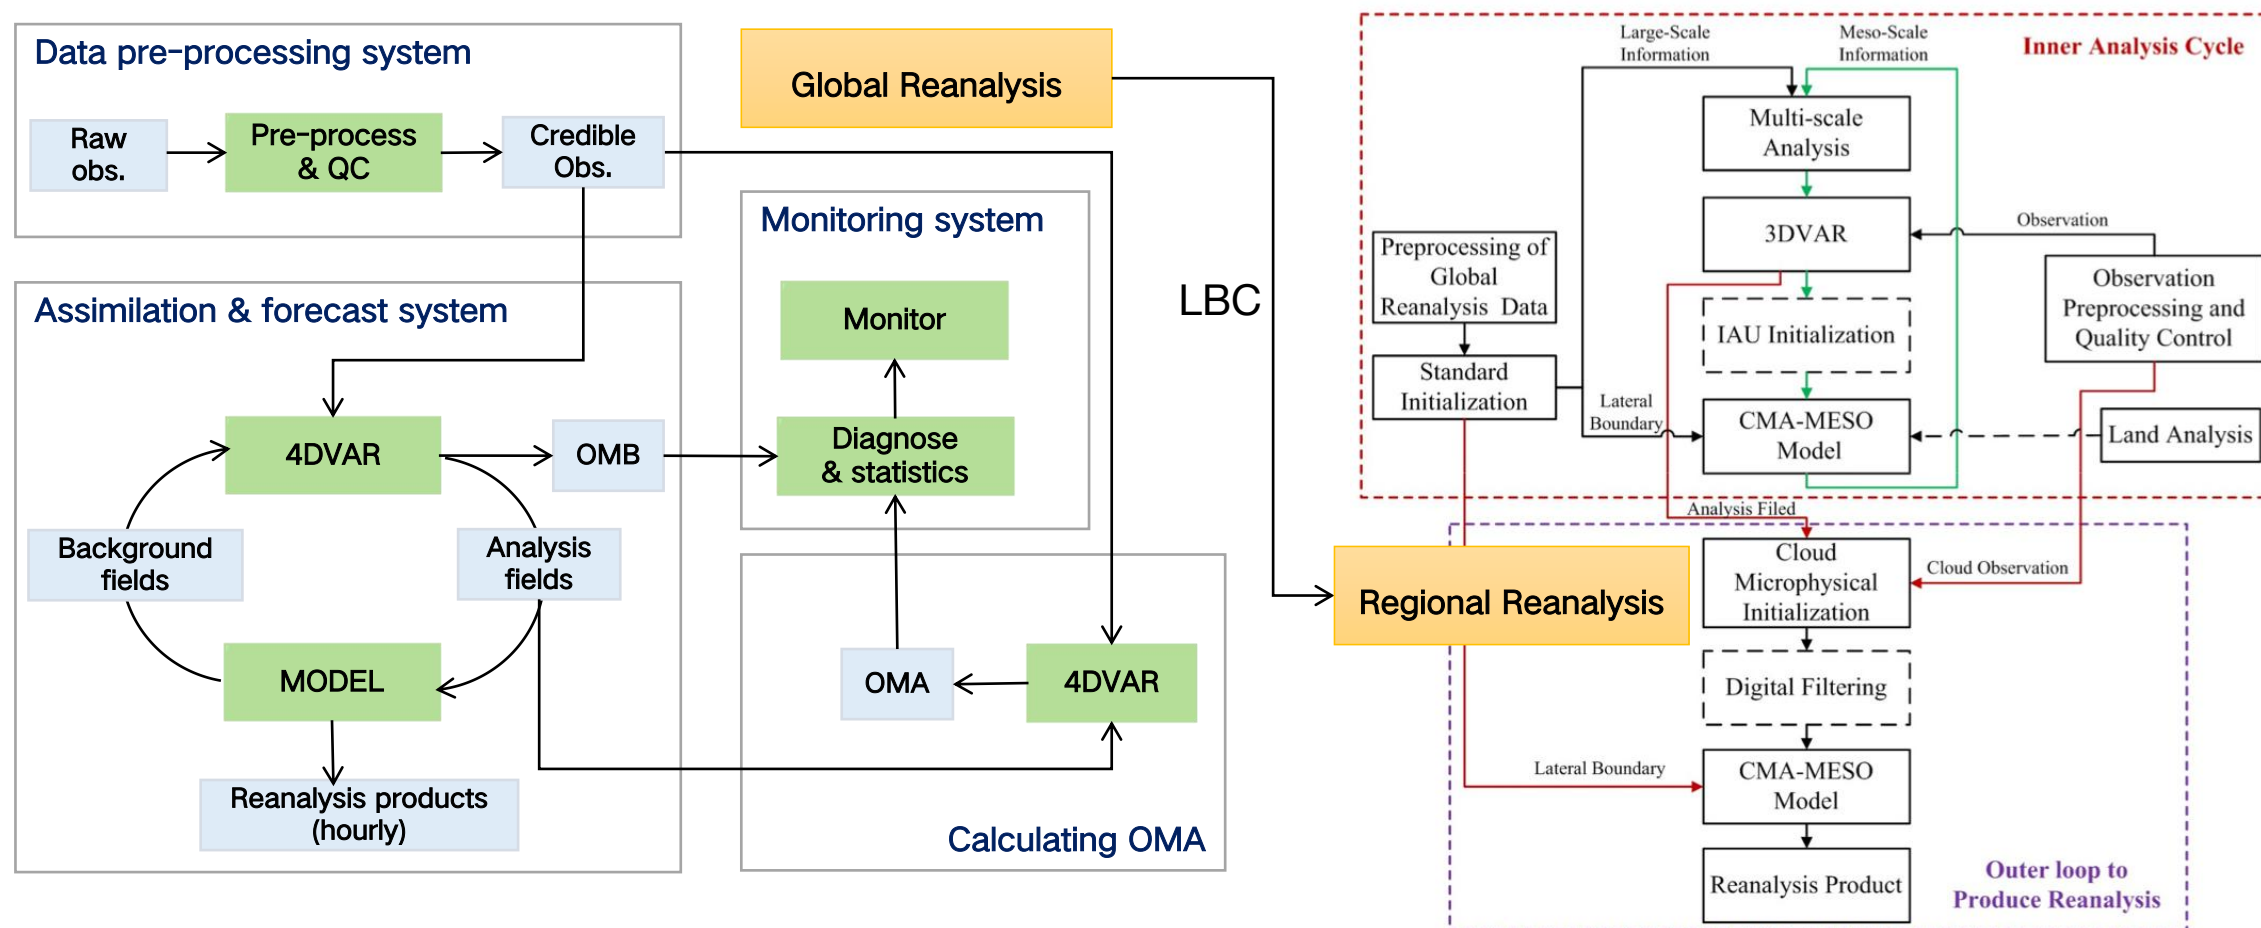 Data pre-processing system
Raw
obs.
Pre-process
& QC
Credible
Obs.
Assimilation & forecast system
4DVAR
OMB
Background
fields
Analysis
fields
MODEL
Reanalysis products
(hourly)
Global Reanalysis
Monitoring system
Monitor
Diagnose
& statistics
OMA
4DVAR
Calculating OMA
LBC
Regional Reanalysis
Inner Analysis Cycle
Large-Scale
Information
Meso-Scale
Information
Multi-scale
Analysis
3DVAR
Observation
Preprocessing of
Global
Reanalysis Data
Observation
Preprocessing and
Quality Control
IAU Initialization
Standard
Initialization
Lateral
Boundary
CMA-MESO
Model
Land Analysis
Analysis Filed
Cloud
Microphysical
Initialization
Cloud Observation
Digital Filtering
Lateral Boundary
CMA-MESO
Model
Reanalysis Product
Outer loop to
Produce Reanalysis